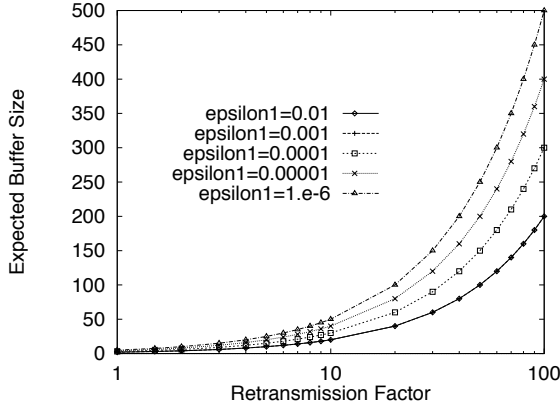 500
450
400
350
300
250
200
150
100
50
0
Expected Buffer Size
epsilon1=0.01
epsilon1=0.001
epsilon1=0.0001
epsilon1=0.00001
epsilon1=1.e-6
1
10
100
Retransmission Factor